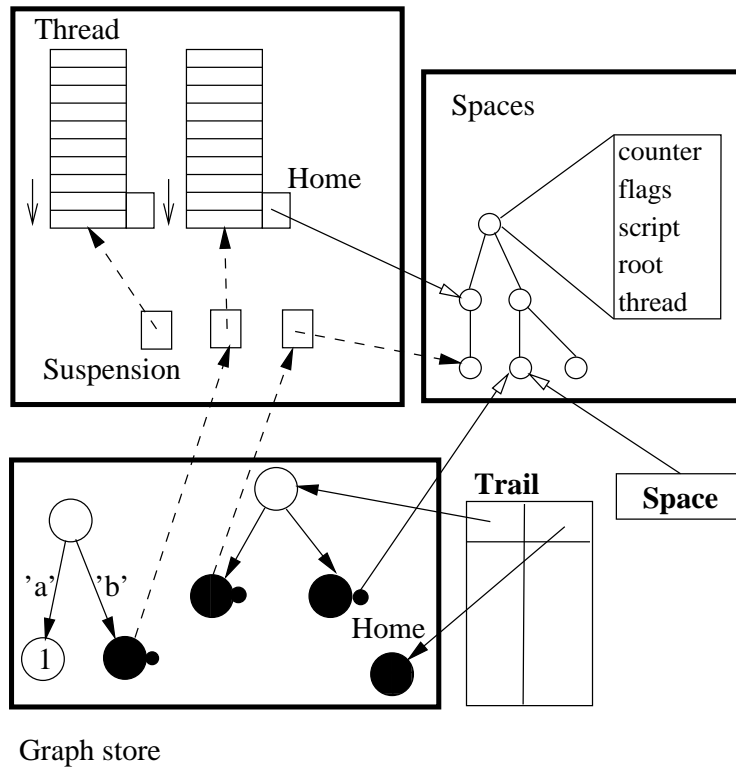 Thread
Spaces
counter
flags
script
root
thread
Home
Suspension
Trail
Space
'a'
'b'
Home
1
Graph store